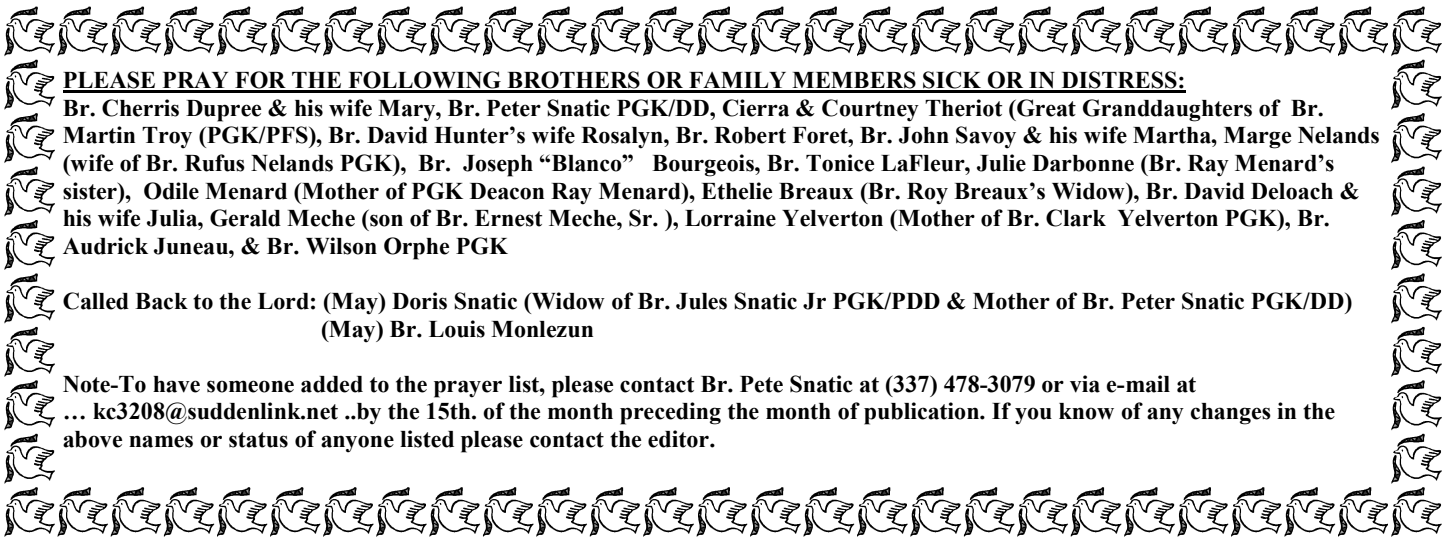 PLEASE PRAY FOR THE FOLLOWING BROTHERS OR FAMILY MEMBERS SICK OR IN DISTRESS:
Br. Cherris Dupree & his wife Mary, Br. Peter Snatic PGK/DD, Cierra & Courtney Theriot (Great Granddaughters of Br.
Martin Troy (PGK/PFS), Br. David Hunter's wife Rosalyn, Br. Robert Foret, Br. John Savoy & his wife Martha, Marge Nelands
(wife of Br. Rufus Nelands PGK), Br. Joseph “Blanco” Bourgeois, Br. Tonice LaFleur, Julie Darbonne (Br. Ray Menard's
sister), Odile Menard (Mother of PGK Deacon Ray Menard), Ethelie Breaux (Br. Roy Breaux's Widow), Br. David Deloach &
his wife Julia, Gerald Meche (son of Br. Ernest Meche, Sr. ), Lorraine Yelverton (Mother of Br. Clark Yelverton PGK), Br.
Audrick Juneau, & Br. Wilson Orphe PGK
Called Back to the Lord: (May) Doris Snatic (Widow of Br. Jules Snatic Jr PGK/PDD & Mother of Br. Peter Snatic PGK/DD)
(May) Br. Louis Monlezun
Note-To have someone added to the prayer list, please contact Br. Pete Snatic at (337) 478-3079 or via e-mail at
… kc3208@suddenlink.net ..by the 15th. of the month preceding the month of publication. If you know of any changes in the
above names or status of anyone listed please contact the editor.